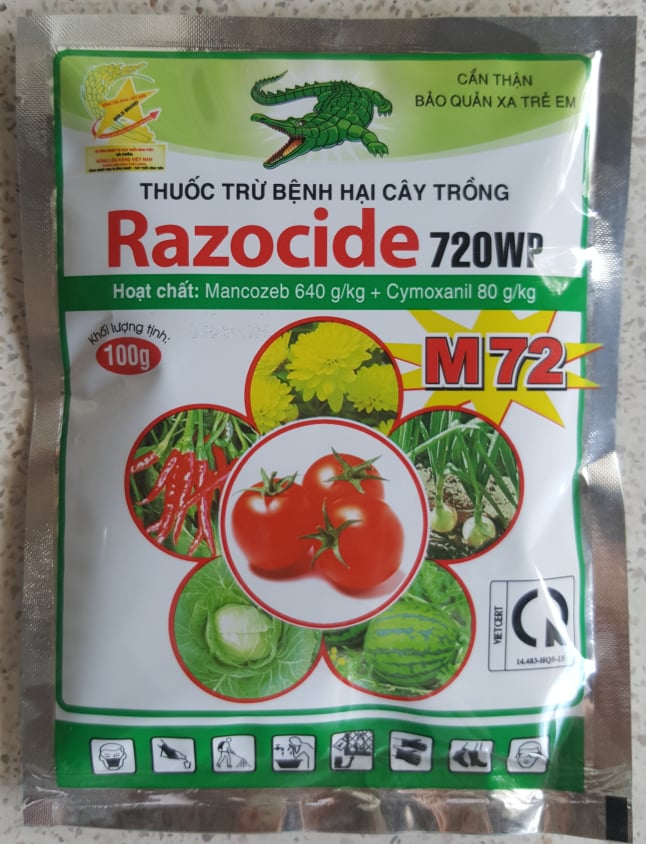 CẨN THẬN
BẢO QUẢN XA TRẺ EM
THUỐC TRỪ BỆNH HẠI CÂY TRỒNG
Razocide 720WP
Hoạt chất: Mancozeb 640 g/kg + Cymoxanil 80 g/kg
Khối lượng tịnh:
100g
M 72
VIETCERT